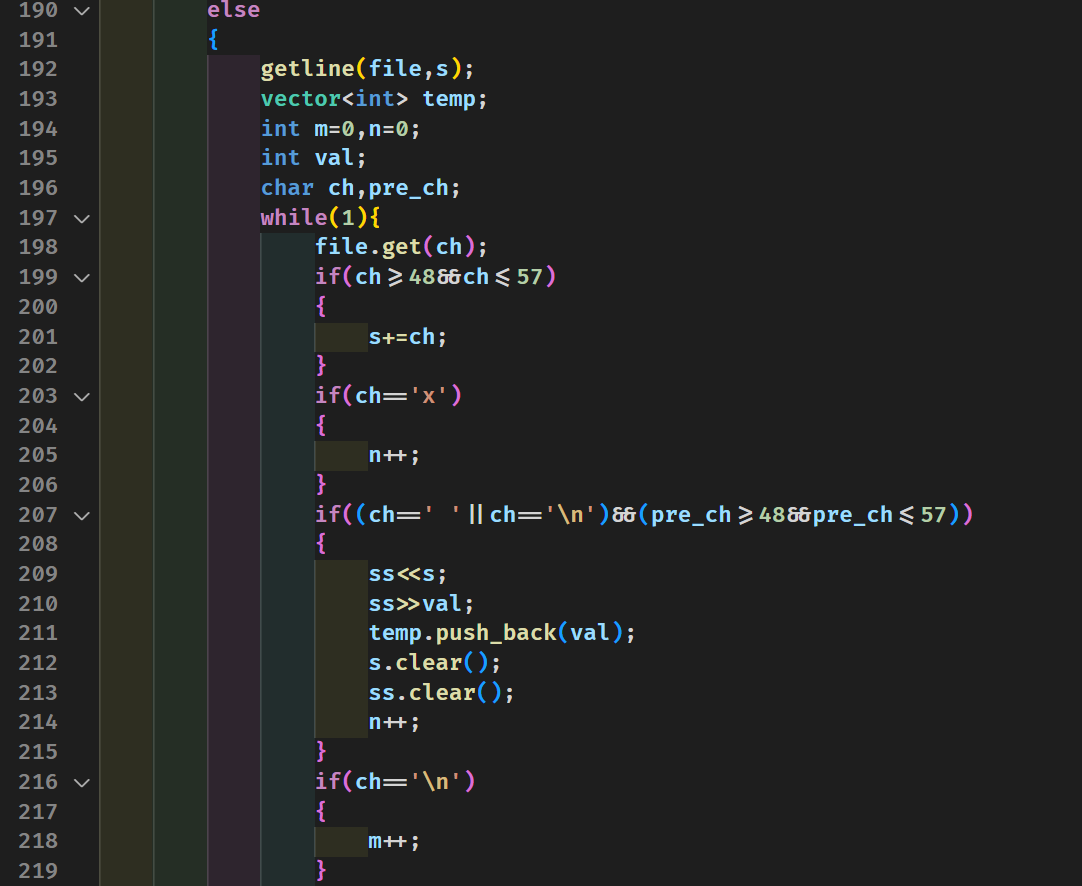 190 else
191 {
192 getline(file,s);
193 vector<int> temp;
194 int m=0,n=0;
195 int val;
196 char ch,pre_ch;
197 while(1){
198 file.get(ch);
199 if(ch>=48&&ch<=57)
200 {
201 s+=ch;
202 }
203 if(ch=='x')
204 {
205 n++;
206 }
207 if((ch==' '||ch=='\n')&&(pre_ch>=48&&pre_ch<=57))
208 {
209 ss<<s;
210 ss>>val;
211 temp.push_back(val);
212 s.clear();
213 ss.clear();
214 n++;
215 }
216 if(ch=='\n')
217 {
218 m++;
219 }